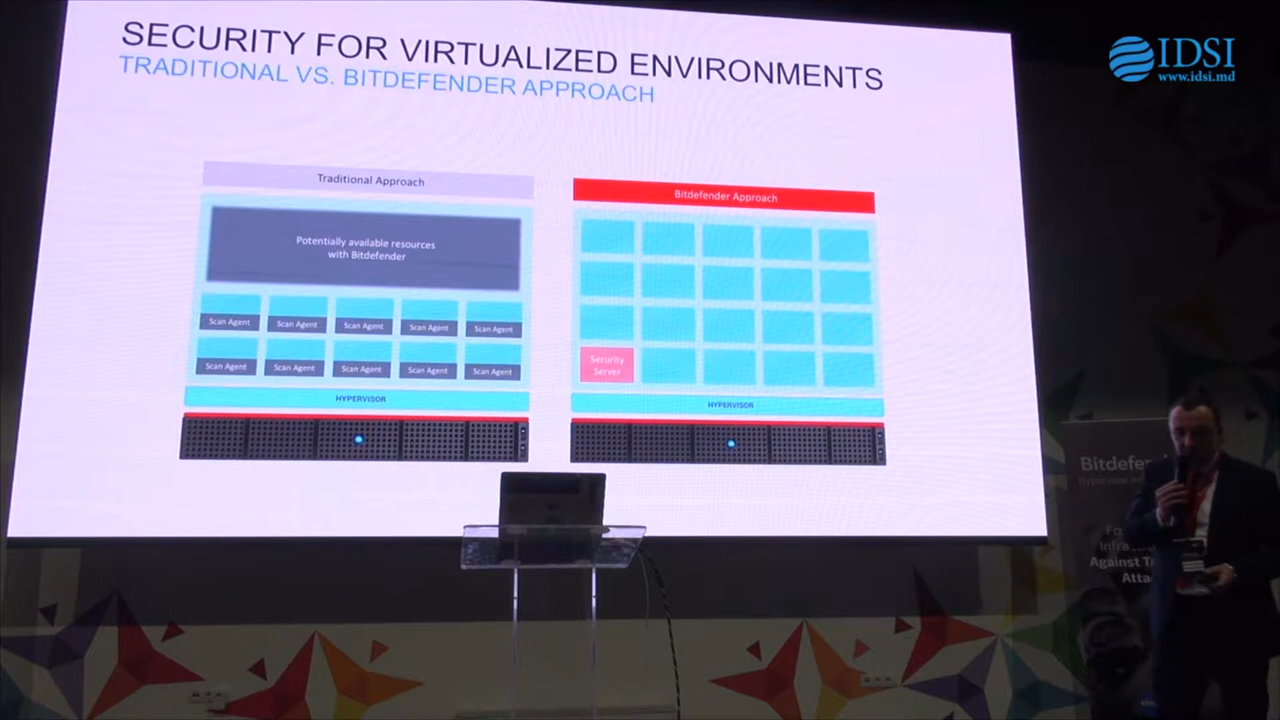 SECURITY FOR VIRTUALIZED ENVIRONMENTS
TRADITIONAL VS. BITDEFENDER APPROACH
IDSI
www.idsi.md
Traditional Approach
Potentially available resources
with Bitdefender
Scan Agent Scan Agent Scan Agent Scan Agent Scan Agent
Scan Agent Scan Agent Scan Agent Scan Agent Scan Agent
HYPERVISOR
Bitdefender Approach
Security
Server
HYPERVISOR
Against